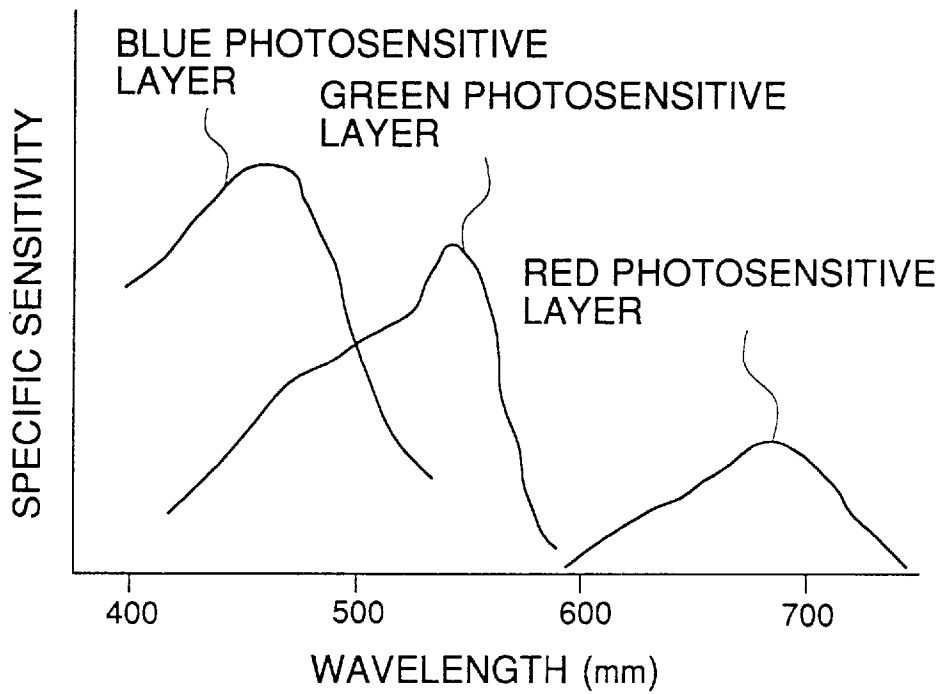 BLUE PHOTOSENSITIVE
LAYER
GREEN PHOTOSENSITIVE
LAYER
RED PHOTOSENSITIVE
LAYER
SPECIFIC SENSITIVITY
400
500
600
700
WAVELENGTH (mm)